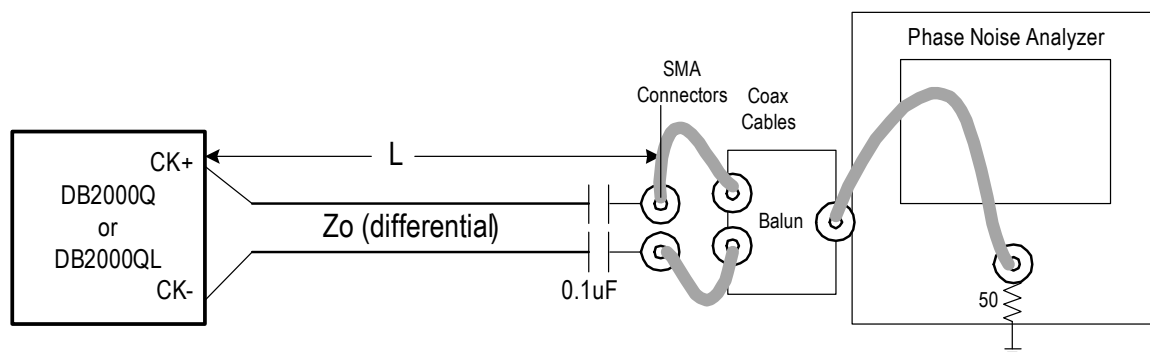 Phase Noise Analyzer
SMA
Connectors
Coax
Cables
L
CK+
DB2000Q
or
DB2000QL
CK-
Zo (differential)
0.1uF
Balun
50